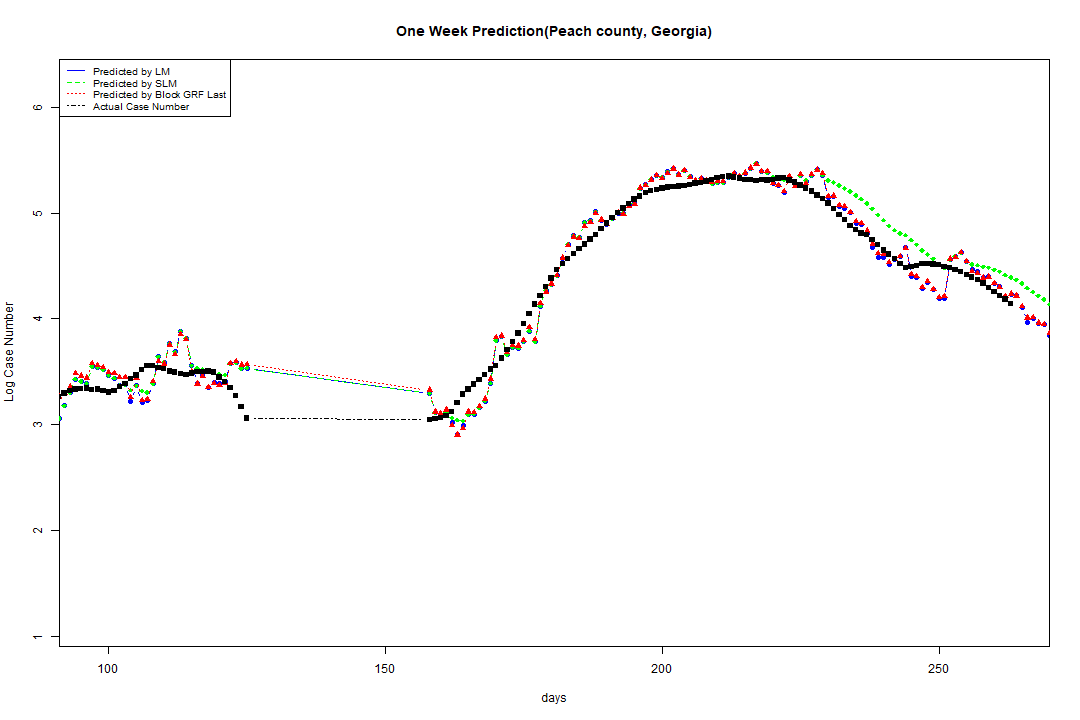 One Week Prediction(Peach county, Georgia)
Predicted by LM
Predicted by SLM
Predicted by Block GRF Last
Actual Case Number
Log Case Number
6
5
4
3
2
1
100 150 200 250
days